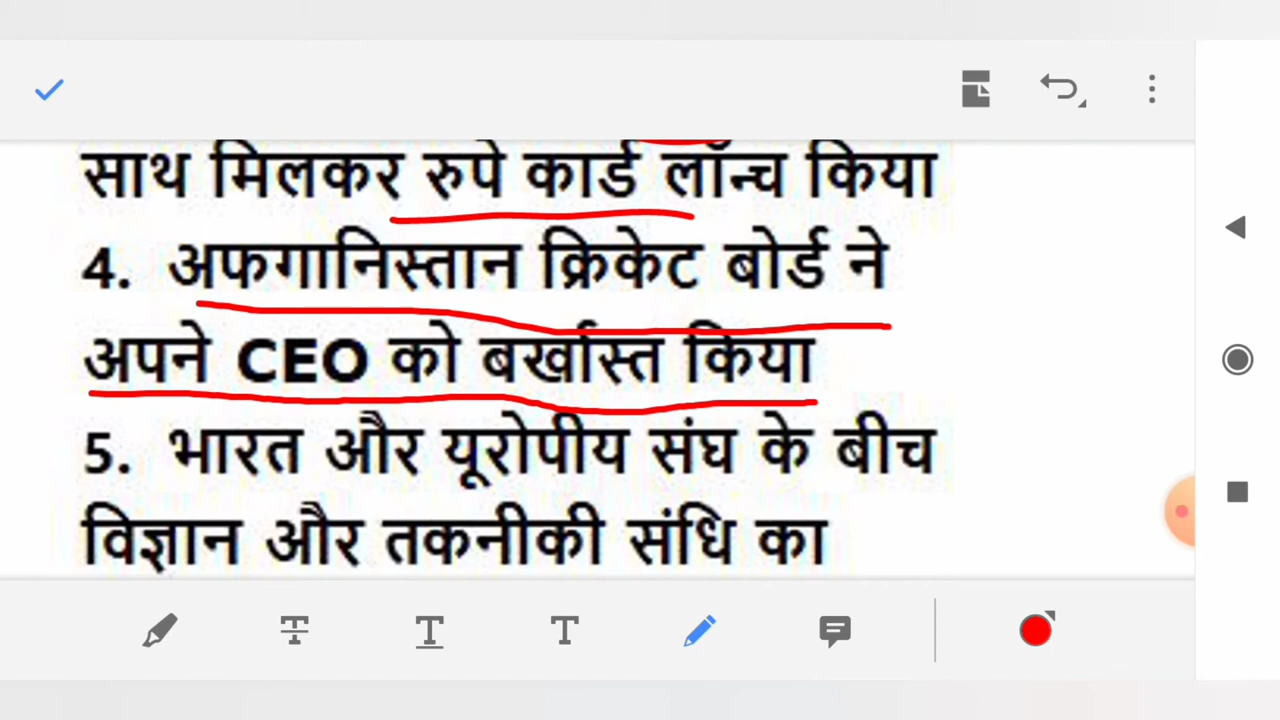 साथ मिलकर रुपे कार्ड लॉन्च किया
4. अफगानिस्तान क्रिकेट बोर्ड ने
अपने CEO को बर्खास्त किया
5. भारत और यूरोपीय संघ के बीच
विज्ञान और तकनीकी संधि का